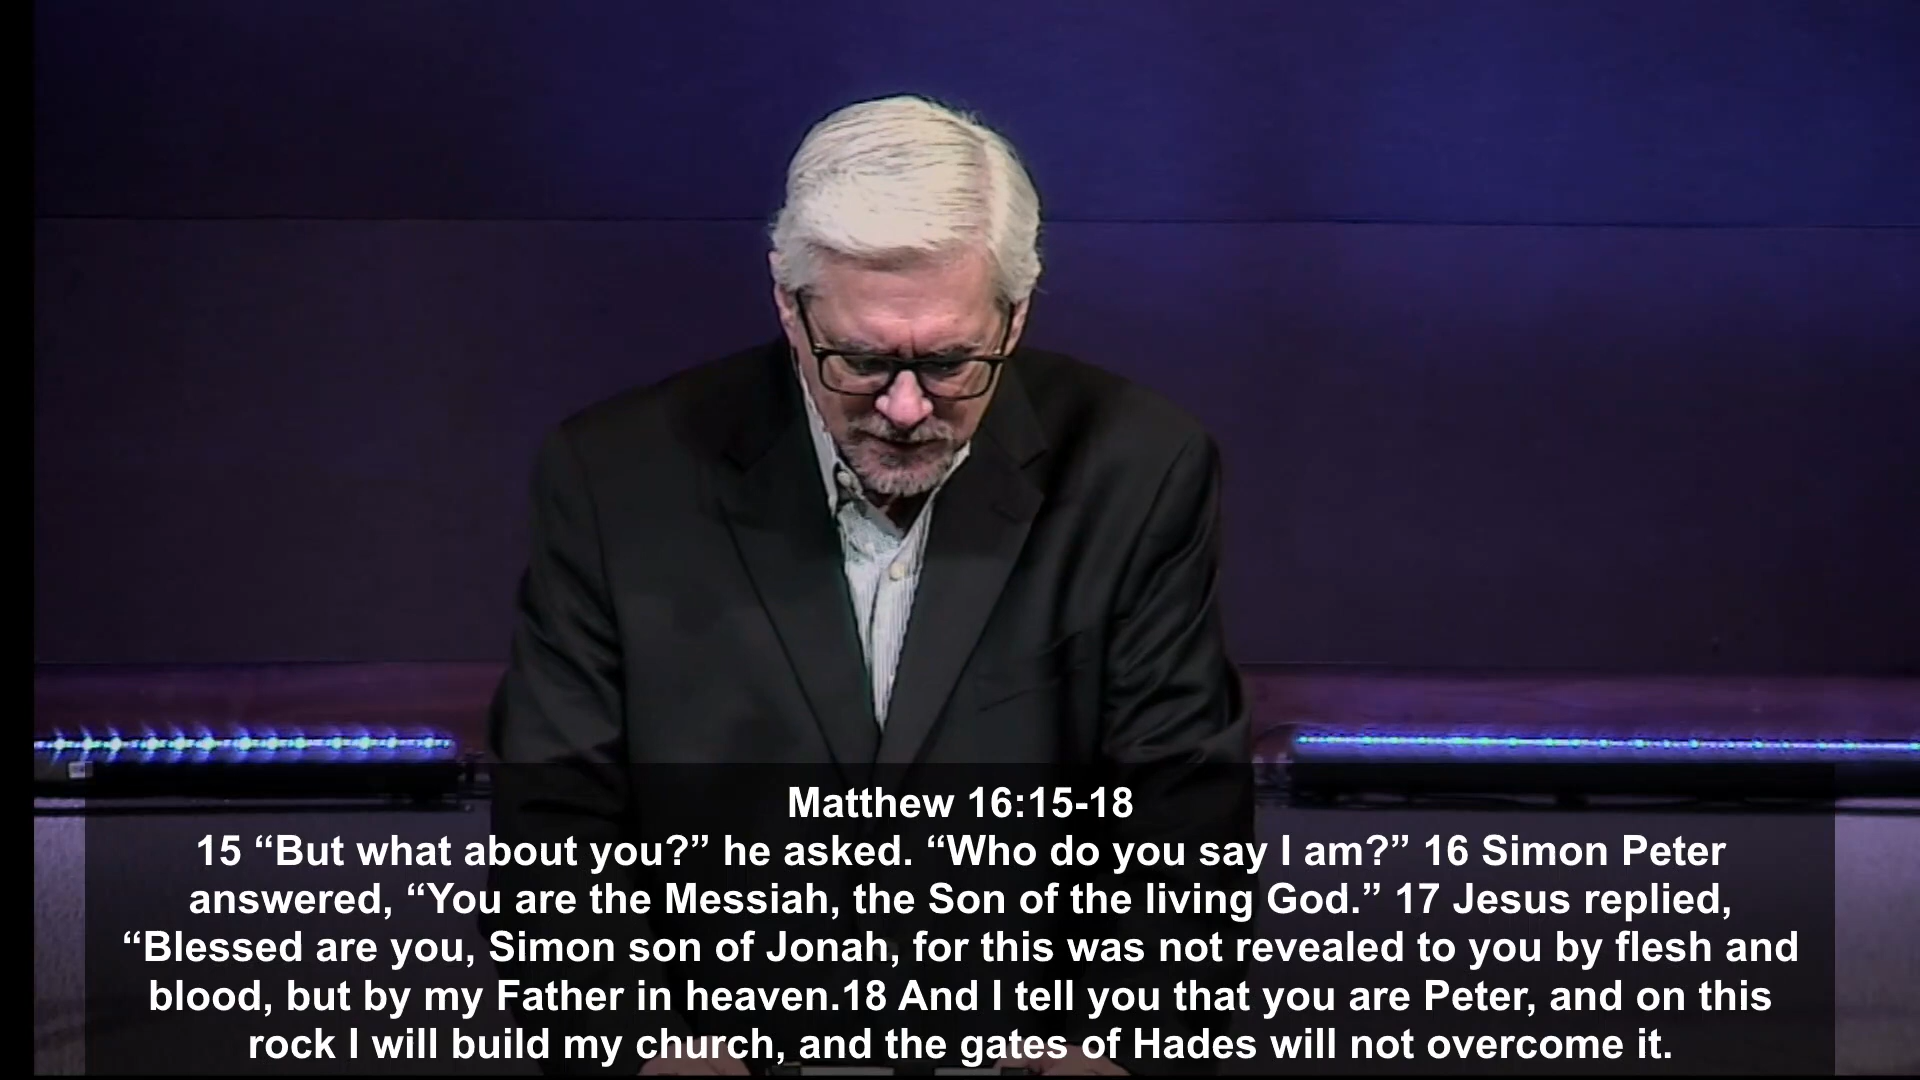 Matthew 16:15-18
15 “But what about you?” he asked. “Who do you say I am?” 16 Simon Peter
answered, “You are the Messiah, the Son of the living God.” 17 Jesus replied,
“Blessed are you, Simon son of Jonah, for this was not revealed to you by flesh and
blood, but by my Father in heaven.18 And I tell you that you are Peter, and on this
rock I will build my church, and the gates of Hades will not overcome it.